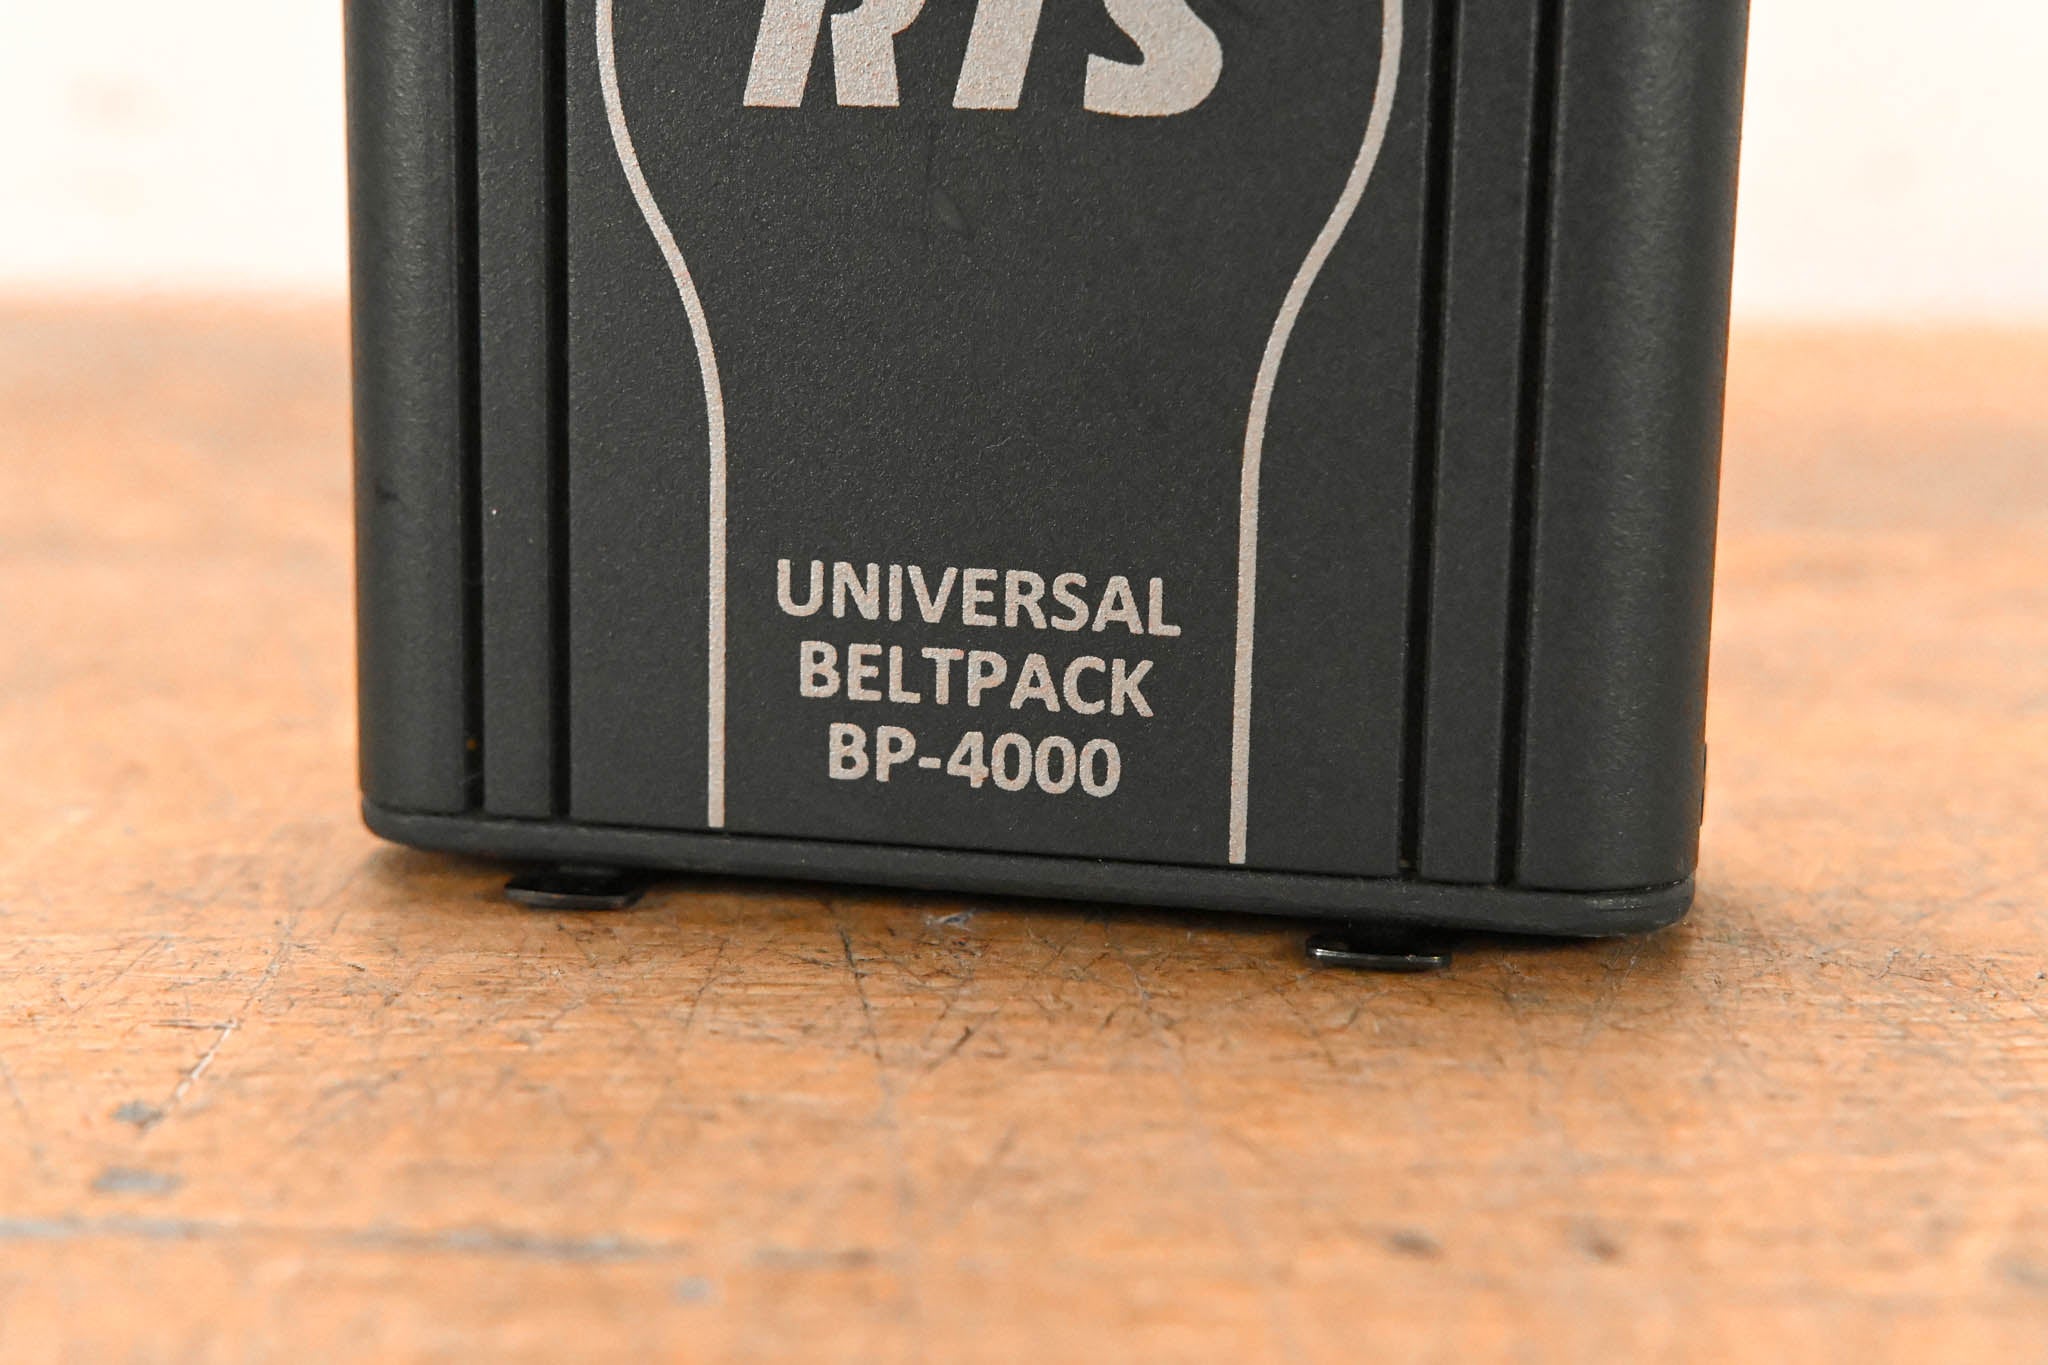 RTS
UNIVERSAL
BELTPACK
BP-4000